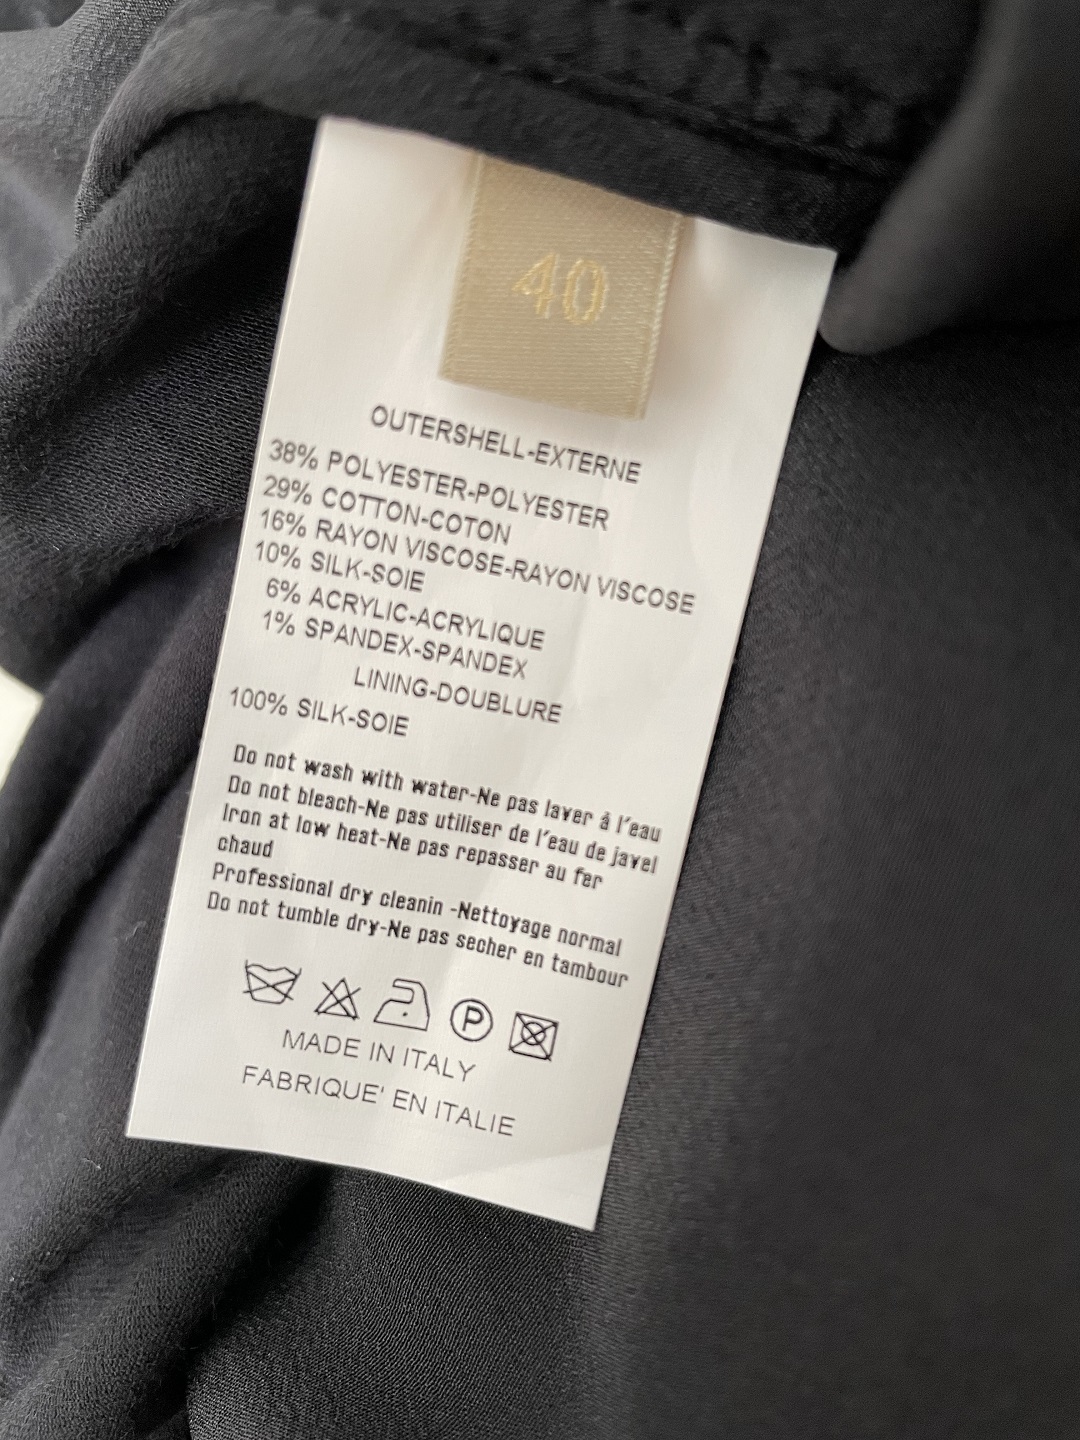 40
OUTERSHELL-EXTERNE
38% POLYESTER-POLYESTER
29% COTTON-COTON
16% RAYON VISCOSE-RAYON VISCOSE
10% SILK-SOIE
6% ACRYLIC-ACRYLIQUE
1% SPANDEX-SPANDEX
LINING-DOUBLURE
100% SILK-SOIE
Do not wash with water-Ne pas laver à l'eau
Do not bleach-Ne pas utiliser de l'eau de javel
Iron at low heat-Ne pas repasser au fer
chaud
Professional dry cleanin -Nettoyage normal
Do not tumble dry-Ne pas secher en tambour
P
MADE IN ITALY
FABRIQUE' EN ITALIE